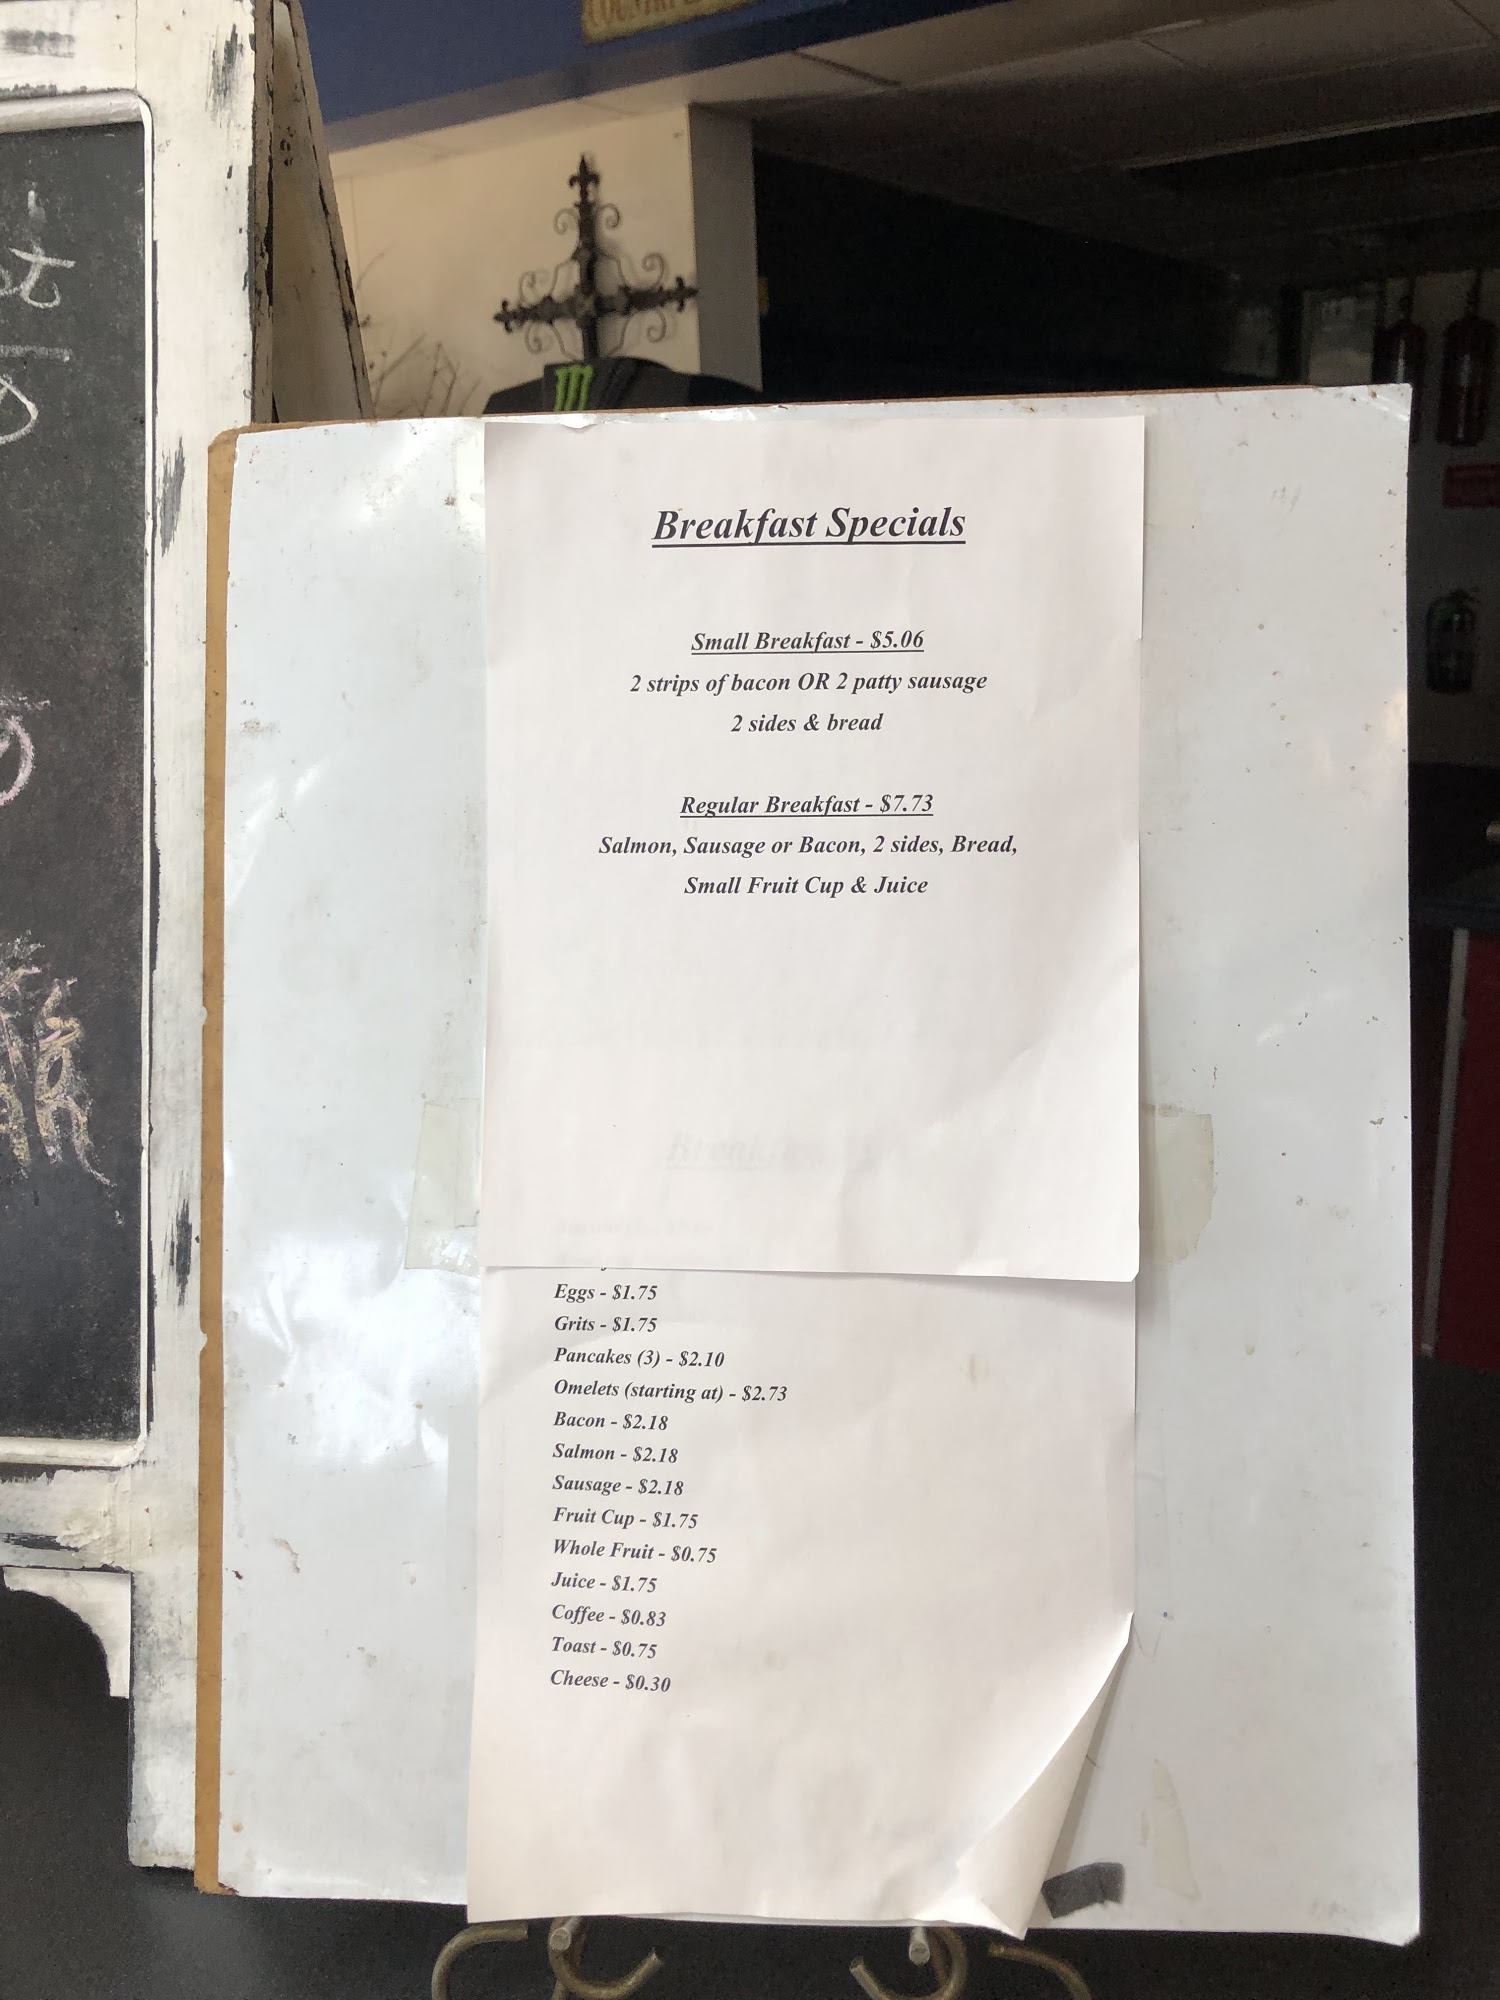 COUNTRY
Breakfast Specials
Small Breakfast - $5.06
2 strips of bacon OR 2 patty sausage
2 sides & bread
Regular Breakfast - $7.73
Salmon, Sausage or Bacon, 2 sides, Bread,
Small Fruit Cup & Juice
Eggs - $1.75
Grits - $1.75
Pancakes (3) - $2.10
Omelets (starting at) - $2.73
Bacon - $2.18
Salmon - $2.18
Sausage - $2.18
Fruit Cup - $1.75
Whole Fruit - $0.75
Juice - $1.75
Coffee - $0.83
Toast - $0.75
Cheese - $0.30